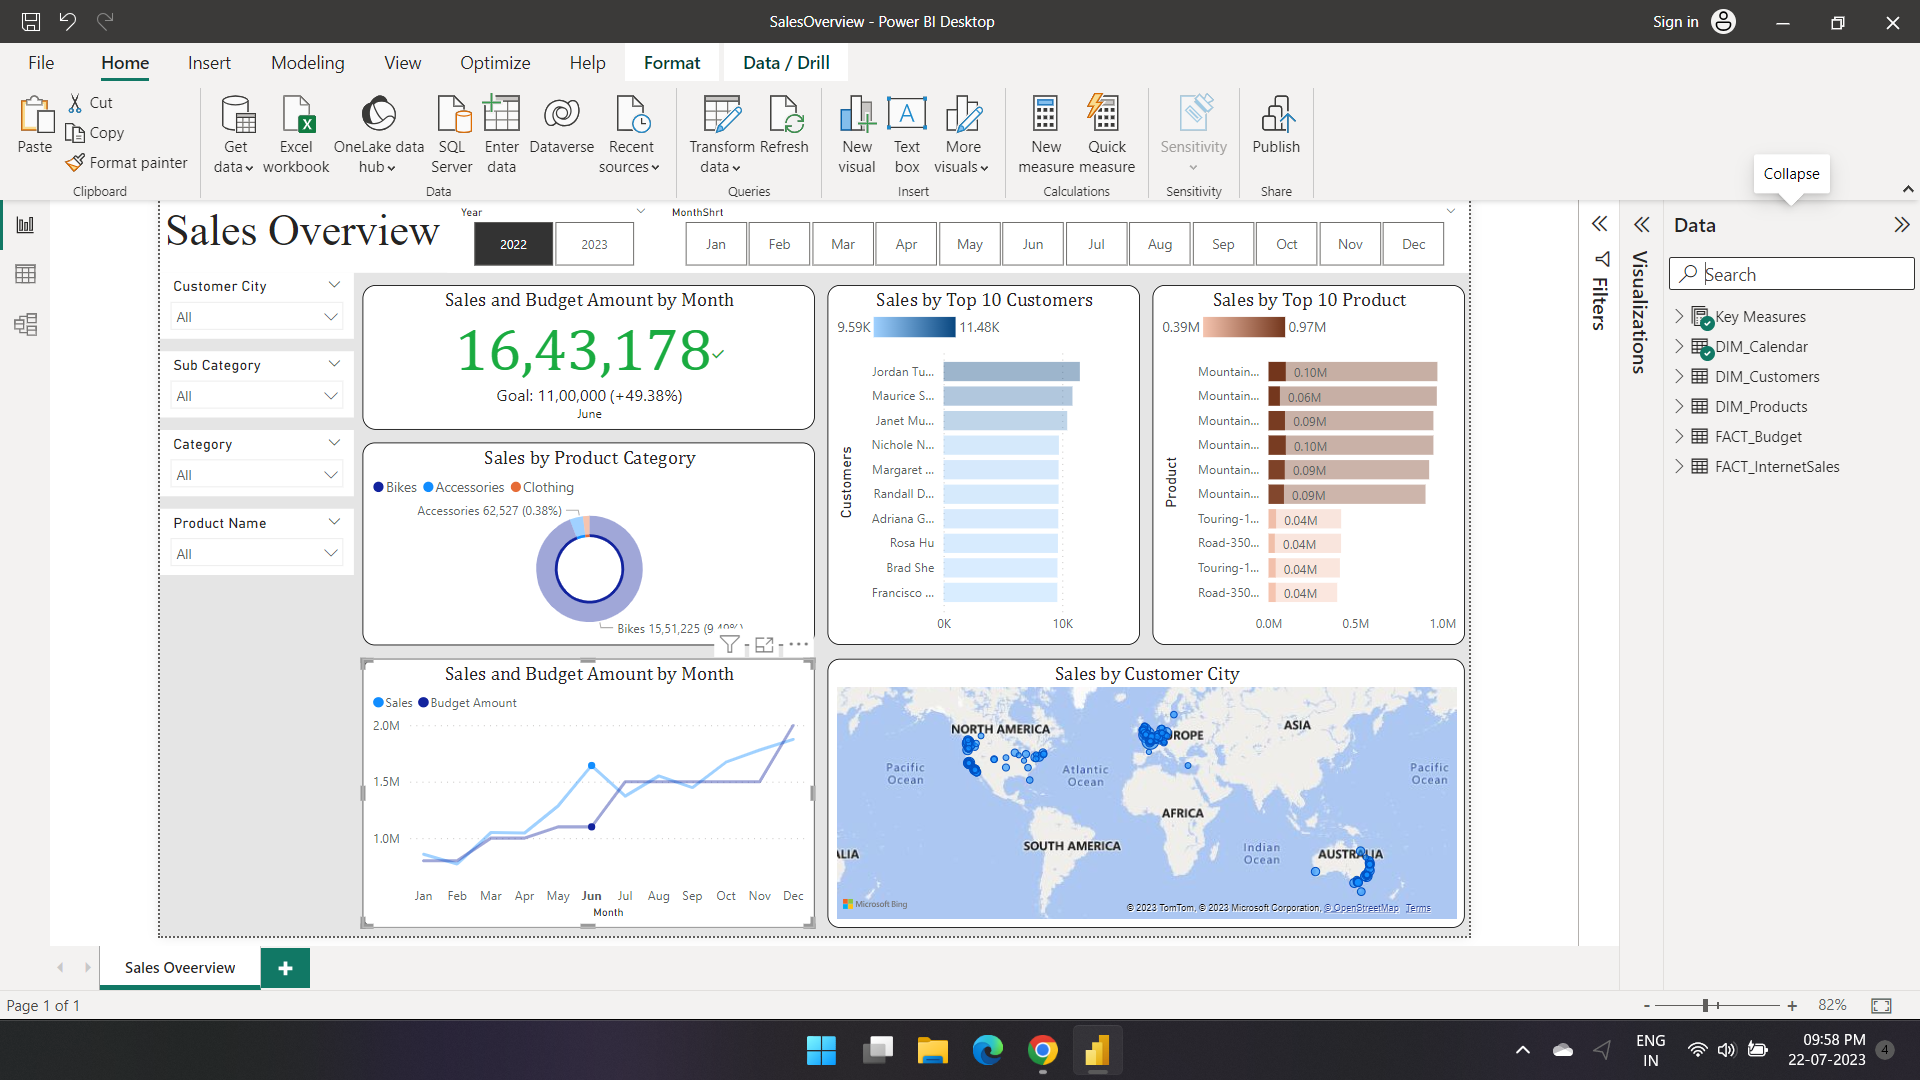 SalesOverview - Power BI Desktop
Sign in
File Home Insert Modeling View Optimize Help Format Data / Drill
Paste
Cut
Copy
Format painter
Clipboard
Get data
Excel workbook
OneLake data hub
SQL Server
Enter data
Dataverse
Recent sources
Data
Transform data
Refresh
Queries
New visual
Text box
More visuals
Insert
New measure
Quick measure
Calculations
Sensitivity
Sensitivity
Publish
Share
Collapse
Sales Overview
Year
2022 2023
MonthShrt
Jan Feb Mar Apr May Jun Jul Aug Sep Oct Nov Dec
Customer City
All
Sub Category
All
Category
All
Product Name
All
Sales and Budget Amount by Month
16,43,178
Goal: 11,00,000 (+49.38%)
June
Sales by Product Category
Bikes Accessories Clothing
Accessories 62,527 (0.38%)
Bikes 15,51,225
Sales and Budget Amount by Month
Sales Budget Amount
2.0M
1.5M
1.0M
Jan Feb Mar Apr May Jun Jul Aug Sep Oct Nov Dec
Month
Sales by Top 10 Customers
9.59K 11.48K
Customers
Jordan Tu...
Maurice S...
Janet Mu...
Nichole N...
Margaret ...
Randall D...
Adriana G...
Rosa Hu
Brad She
Francisco ...
0K 10K
Sales by Top 10 Product
0.39M 0.97M
Product
Mountain... 0.10M
Mountain... 0.06M
Mountain... 0.09M
Mountain... 0.10M
Mountain... 0.09M
Mountain... 0.09M
Touring-1... 0.04M
Road-350... 0.04M
Touring-1... 0.04M
Road-350... 0.04M
0.0M 0.5M 1.0M
Sales by Customer City
NORTH AMERICA
ASIA
Pacific Ocean
Atlantic Ocean
Pacific Ocean
AFRICA
SOUTH AMERICA
Indian Ocean
AUSTRALIA
Microsoft Bing
© 2023 TomTom, © 2023 Microsoft Corporation, © OpenStreetMap Terms
Filters
Visualizations
Data
Search
Key Measures
DIM_Calendar
DIM_Customers
DIM_Products
FACT_Budget
FACT_InternetSales
Sales Oveerview
Page 1 of 1
82%
ENG
IN
09:58 PM
22-07-2023
4